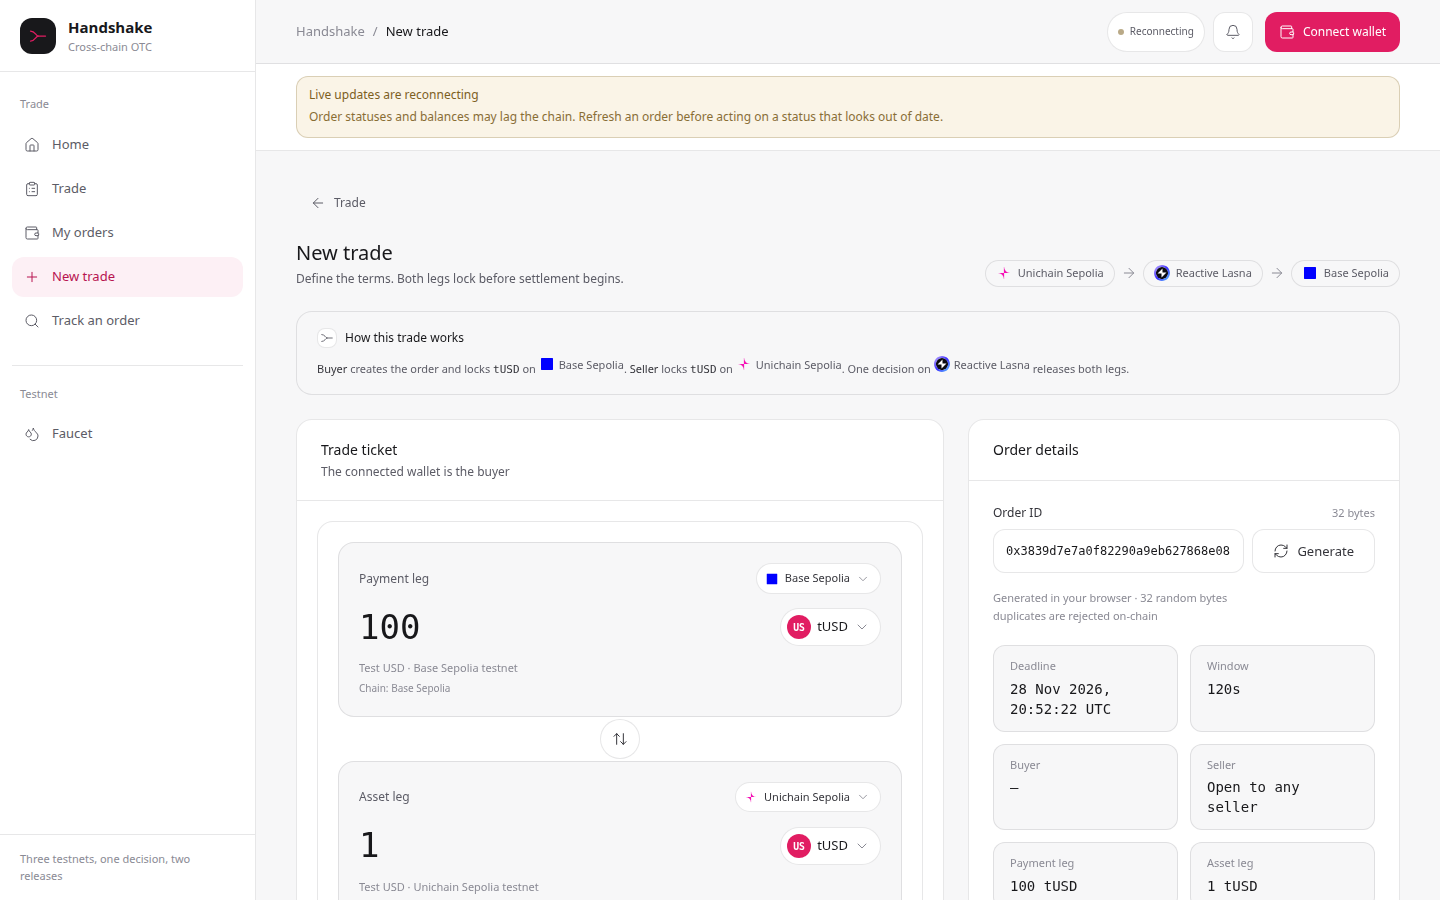 Handshake
Cross-chain OTC
Trade
Home
Trade
My orders
New trade
Track an order
Testnet
Faucet
Three testnets, one decision, two
releases
Handshake / New trade
Reconnecting
Connect wallet
Live updates are reconnecting
Order statuses and balances may lag the chain. Refresh an order before acting on a status that looks out of date.
Trade
New trade
Define the terms. Both legs lock before settlement begins.
Unichain Sepolia
Reactive Lasna
Base Sepolia
How this trade works
Buyer creates the order and locks tUSD on Base Sepolia. Seller locks tUSD on Unichain Sepolia. One decision on Reactive Lasna releases both legs.
Trade ticket
The connected wallet is the buyer
Payment leg
Base Sepolia
100
US tUSD
Test USD · Base Sepolia testnet
Chain: Base Sepolia
Asset leg
Unichain Sepolia
1
US tUSD
Test USD · Unichain Sepolia testnet
Order details
Order ID
32 bytes
0x3839d7e7a0f82290a9eb627868e08
Generate
Generated in your browser · 32 random bytes
duplicates are rejected on-chain
Deadline
28 Nov 2026,
20:52:22 UTC
Window
120s
Buyer
—
Seller
Open to any
seller
Payment leg
100 tUSD
Asset leg
1 tUSD